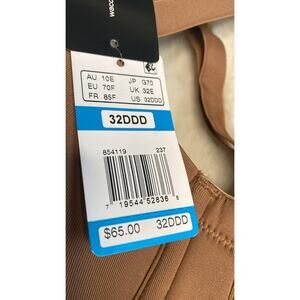 wacc
AU 10E JP G70
EU 70F UK 32E
FR 85F US 32DDD
32DDD
854119 237
7 19544 52836 8
$65.00 32DDD